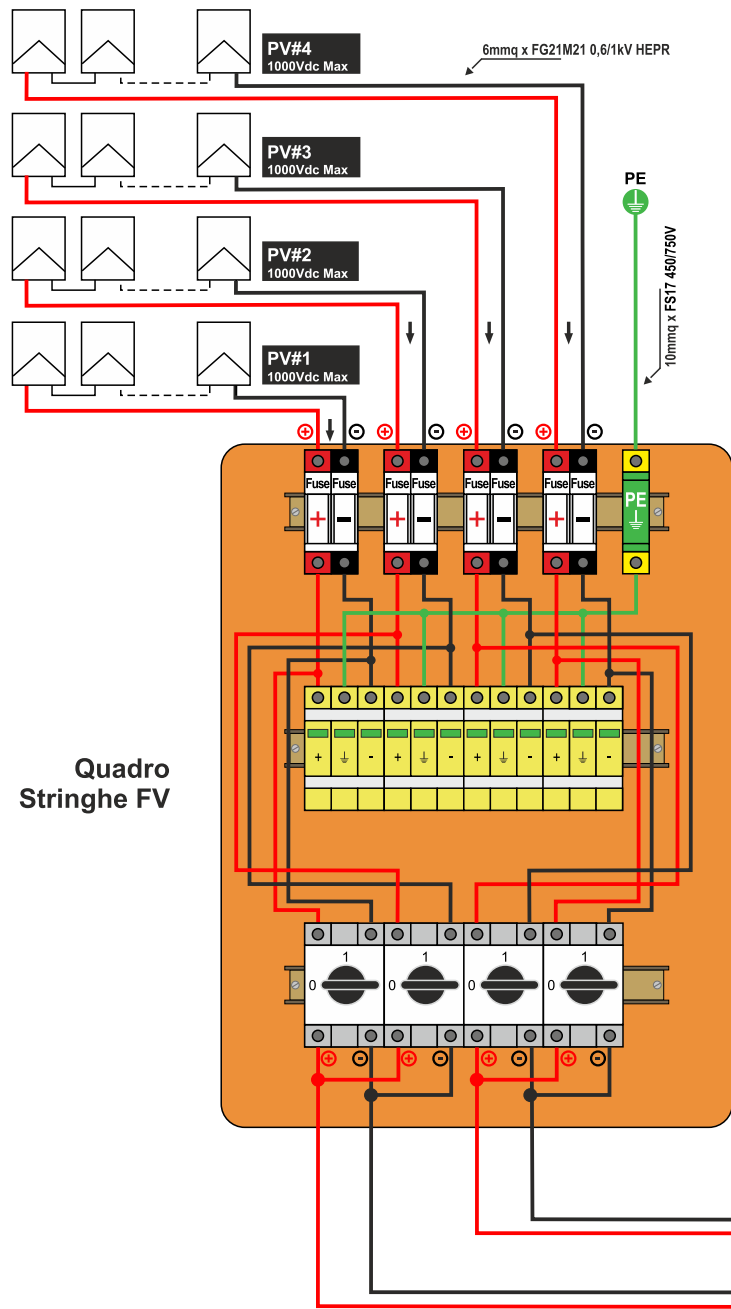 PV#4
1000Vdc Max
6mmq x FG21M21 0,6/1kV HEPR
PV#3
1000Vdc Max
PE
PV#2
1000Vdc Max
10mmq x FS17 450/750V
PV#1
1000Vdc Max
+ - + - + - + -
Fuse Fuse Fuse Fuse Fuse Fuse Fuse Fuse
+ - + - + - + - PE
+ - + - + - + -
Quadro
Stringhe FV
1 1 1 1
0 0 0 0
+ - + - + - + -